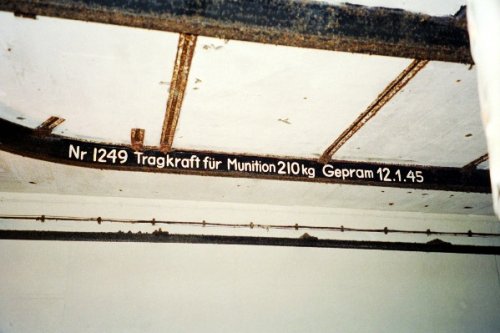 Nr 1249 Tragkraft für Munition 210 kg Gepram 12.1.45